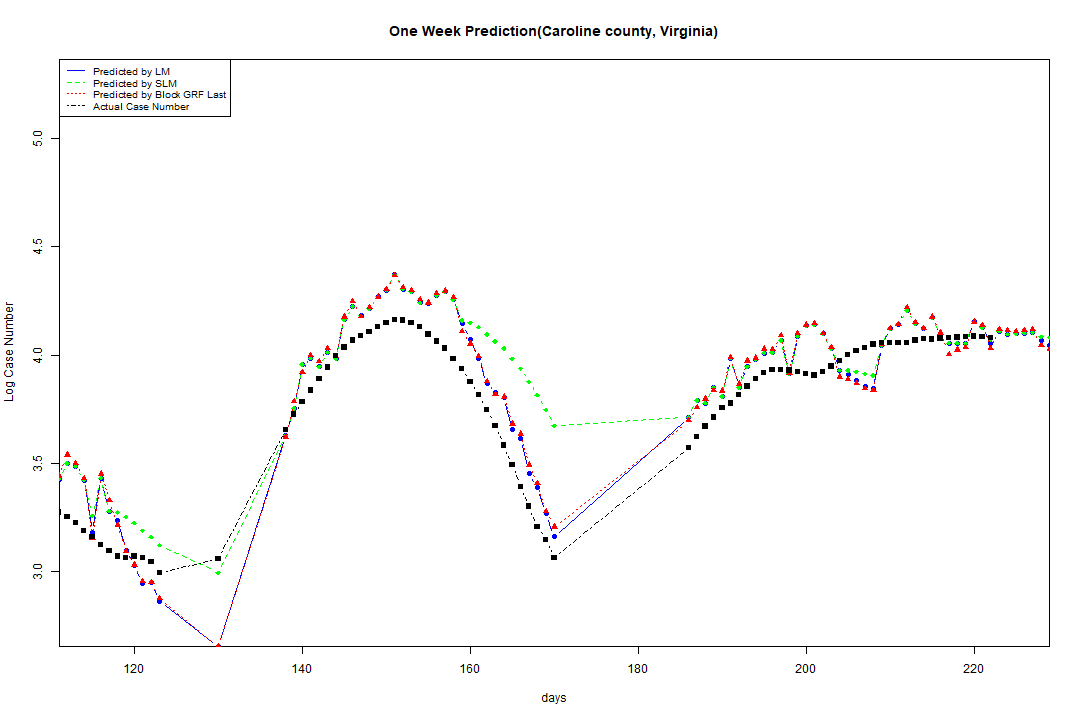 One Week Prediction(Caroline county, Virginia)
Predicted by LM
Predicted by SLM
Predicted by Block GRF Last
Actual Case Number
5.0
4.5
4.0
3.5
3.0
Log Case Number
120 140 160 180 200 220
days